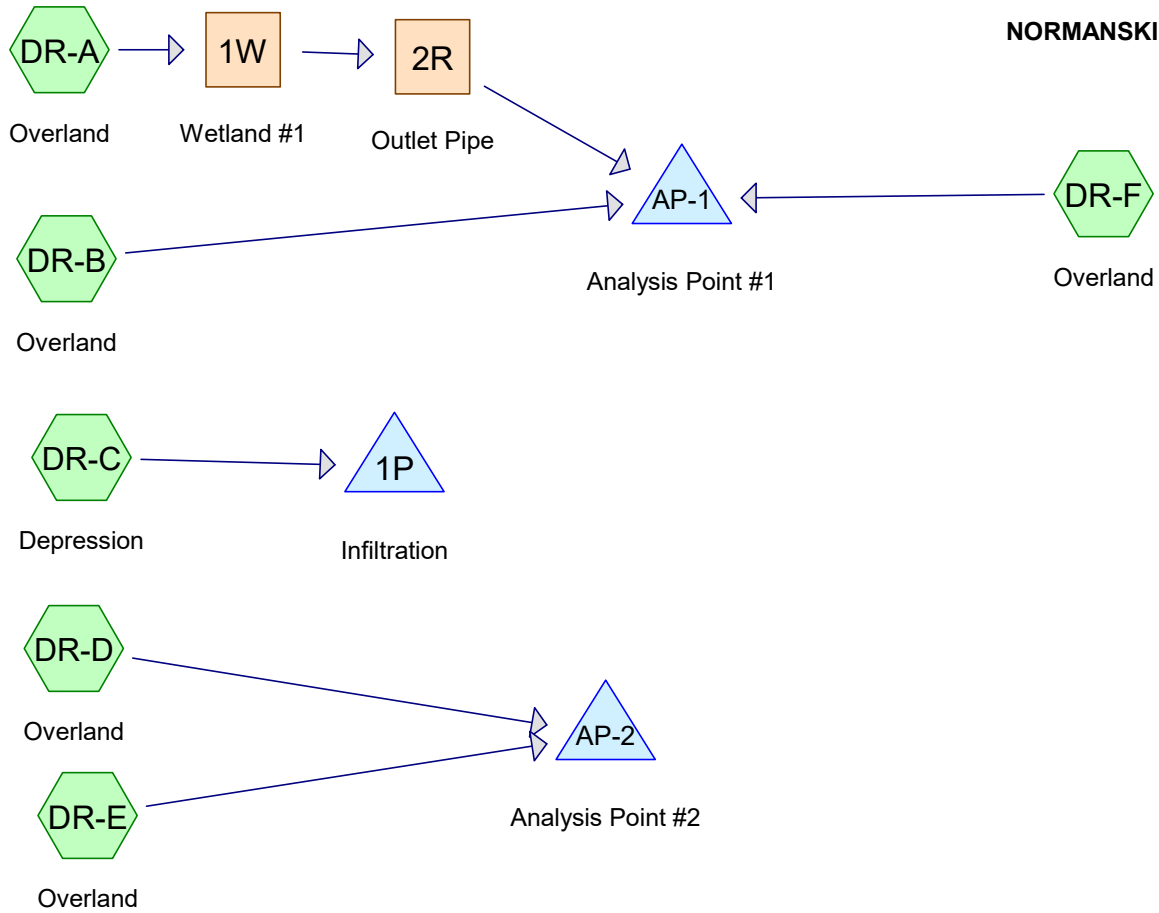 NORMANSKI
DR-A
1W
2R
Overland
Wetland #1
Outlet Pipe
AP-1
DR-F
DR-B
Analysis Point #1
Overland
Overland
DR-C
1P
Depression
Infiltration
DR-D
Overland
AP-2
DR-E
Analysis Point #2
Overland